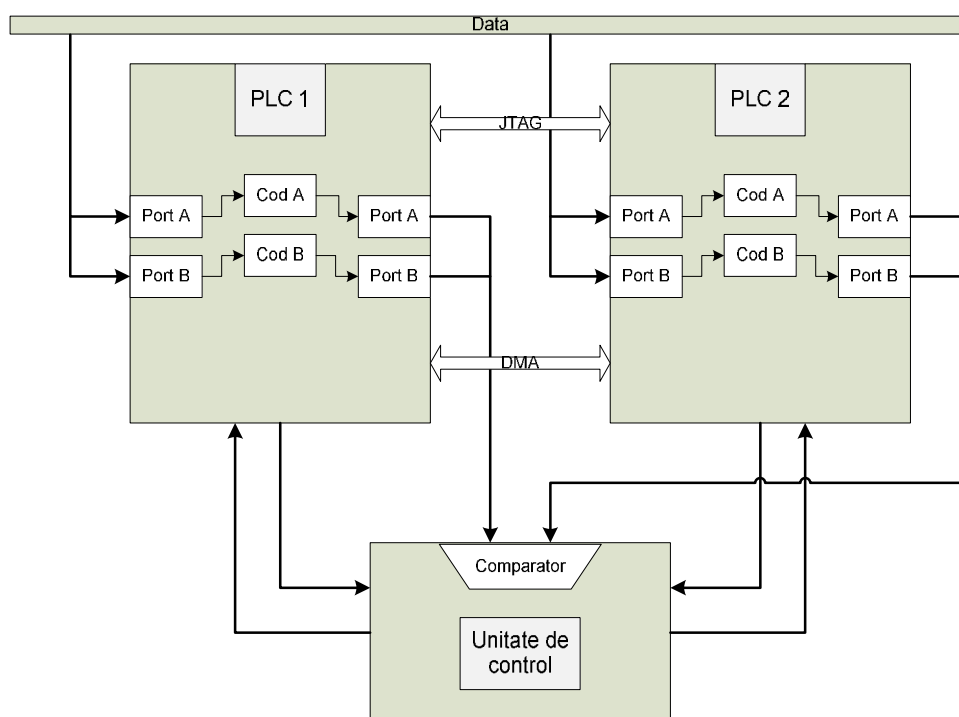 Data
PLC 1
PLC 2
JTAG
Cod A
Port A
Port A
Cod B
Port B
Port B
Cod A
Port A
Port A
Cod B
Port B
Port B
DMA
Comparator
Unitate de
control